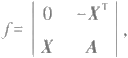 f = | 0 -X^T |
| X A | ,